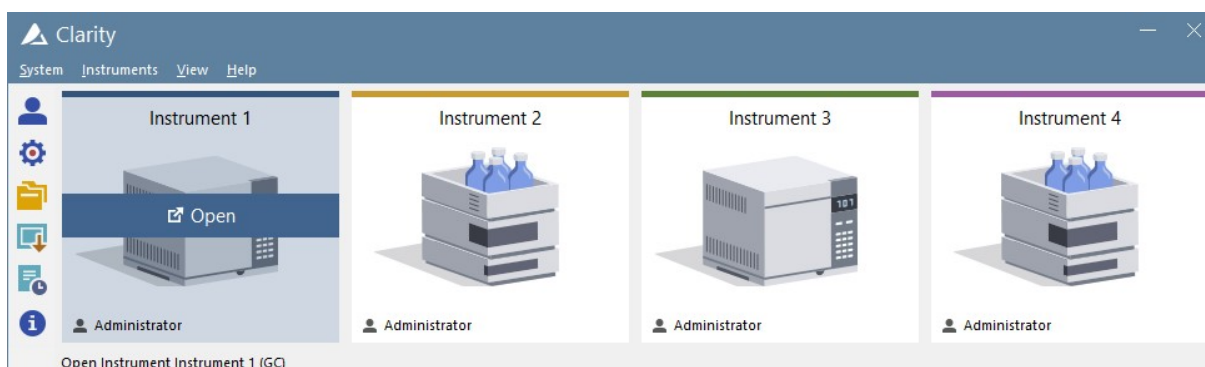 Clarity
System Instruments View Help
Instrument 1
Instrument 2
Instrument 3
Instrument 4
Open
101
Administrator
Administrator
Administrator
Administrator
Open Instrument Instrument 1 (GC)